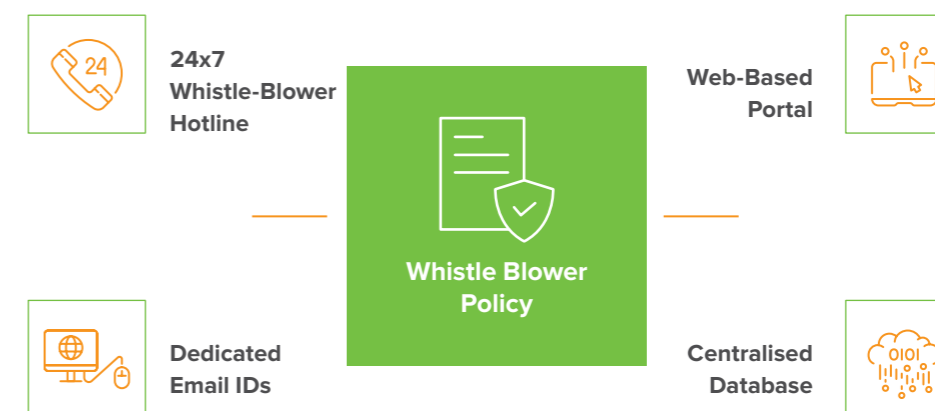 24
24x7
Whistle-Blower
Hotline
Web-Based
Portal
Whistle Blower
Policy
Dedicated
Email IDs
Centralised
Database
0101